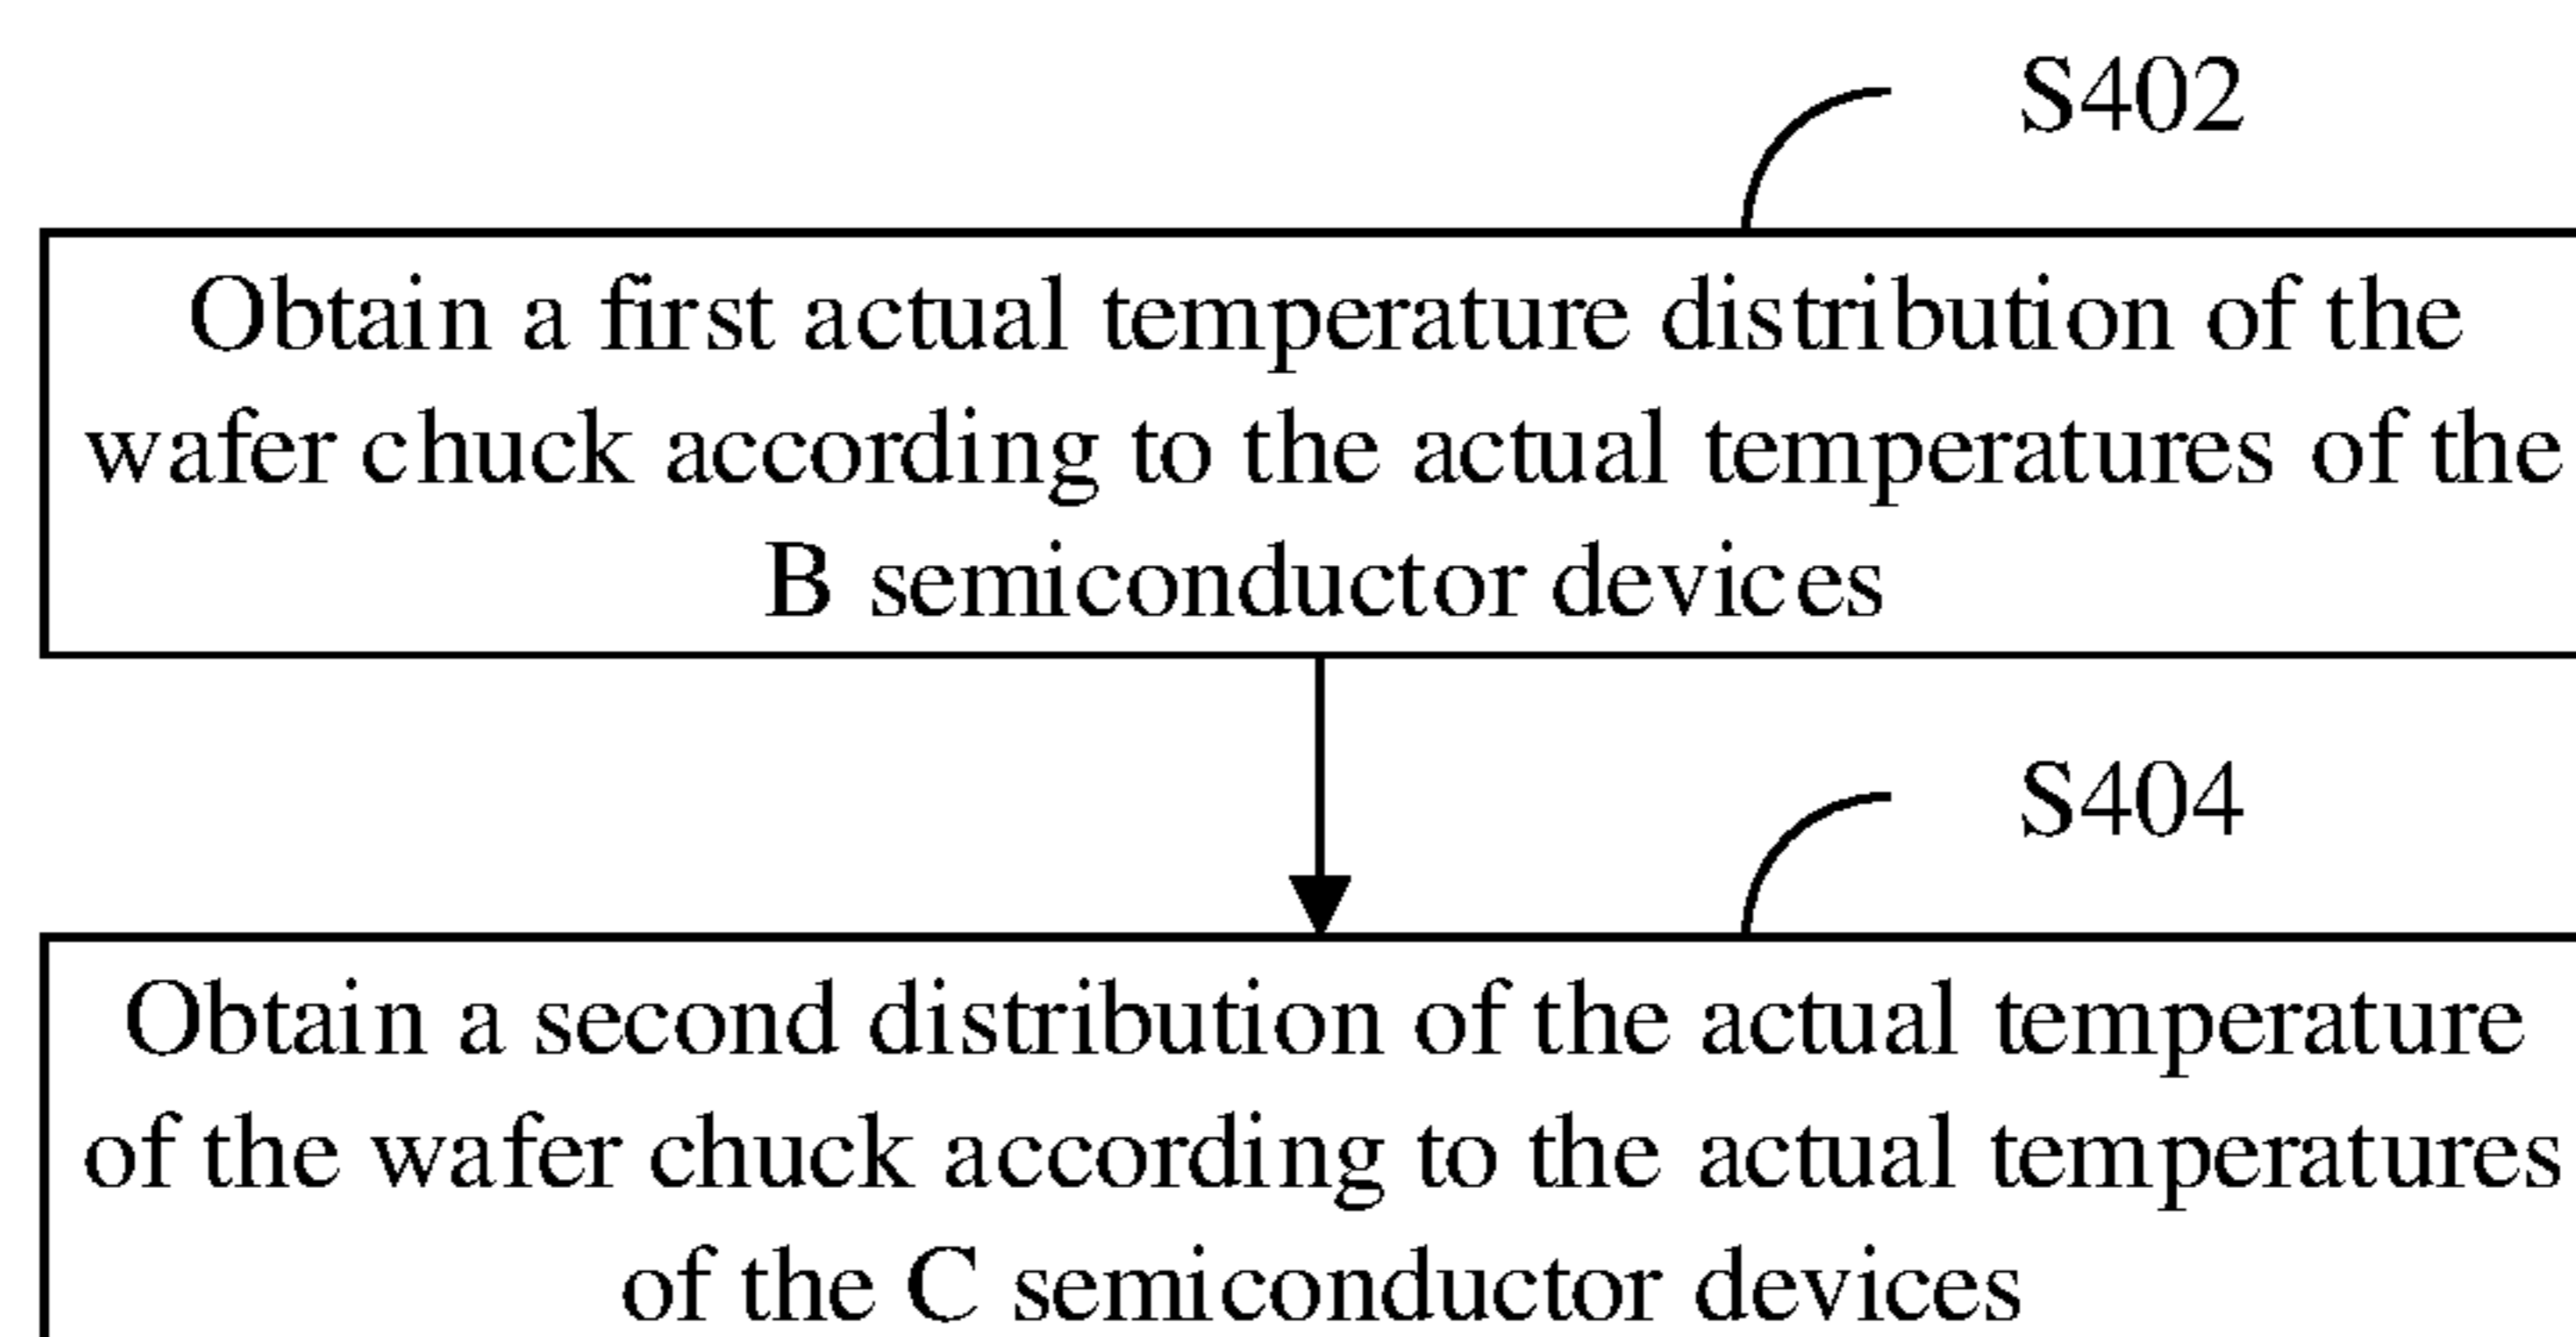 S402
Obtain a first actual temperature distribution of the
wafer chuck according to the actual temperatures of the
B semiconductor devices
S404
Obtain a second distribution of the actual temperature
of the wafer chuck according to the actual temperatures
of the C semiconductor devices